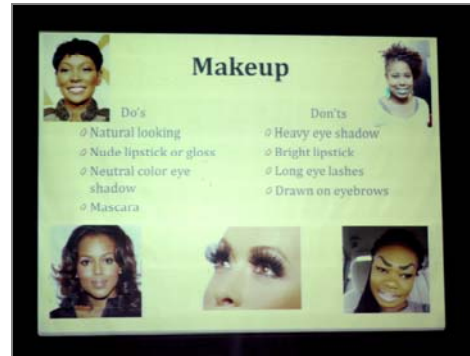 Makeup
Do's
Natural looking
Nude lipstick or gloss
Neutral color eye
shadow
Mascara
Don'ts
Heavy eye shadow
Bright lipstick
Long eye lashes
Drawn on eyebrows